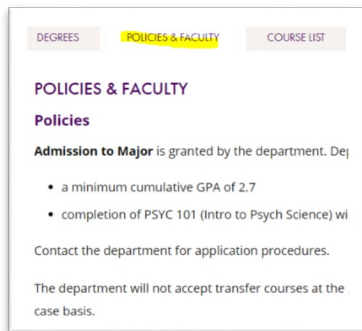 DEGREES POLICIES & FACULTY COURSE LIST
POLICIES & FACULTY
Policies
Admission to Major is granted by the department.
• a minimum cumulative GPA of 2.7
• completion of PSYC 101 (Intro to Psych Science)
Contact the department for application procedures.
The department will not accept transfer courses at the
case basis.